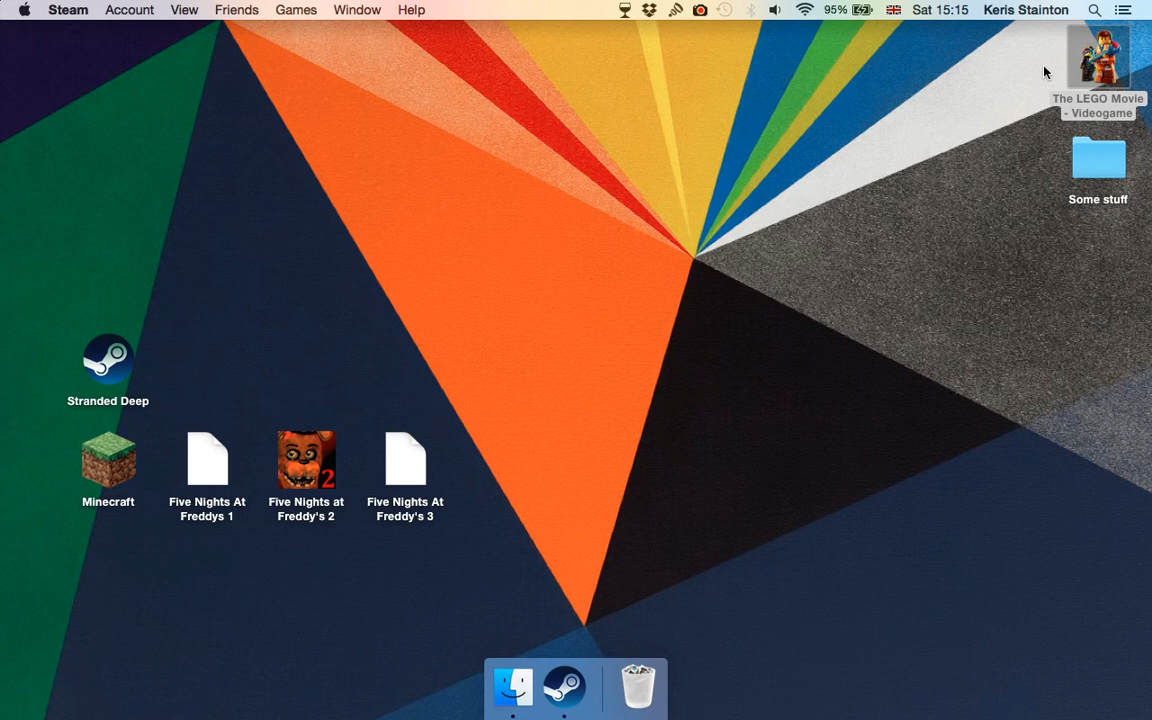 Steam Account View Friends Games Window Help 95% Sat 15:15 Keris Stainton
The LEGO Movie
- Videogame
Some stuff
Stranded Deep
Minecraft
Five Nights At
Freddys 1
2
Five Nights at
Freddy's 2
Five Nights At
Freddy's 3